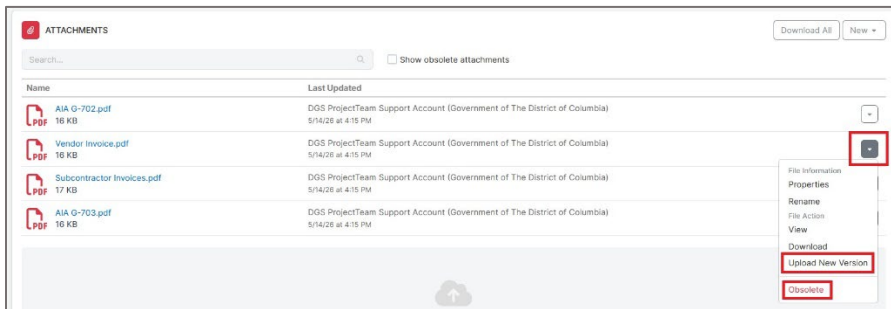 ATTACHMENTS
Download All
New
Search...
Show obsolete attachments
Name Last Updated
AIA G-702.pdf DGS ProjectTeam Support Account (Government of The District of Columbia)
PDF 16 KB 5/14/26 at 4:15 PM
Vendor Invoice.pdf DGS ProjectTeam Support Account (Government of The District of Columbia)
PDF 16 KB 5/14/26 at 4:15 PM
Subcontractor Invoices.pdf DGS ProjectTeam Support Account (Government of The District of Columbia)
PDF 17 KB 5/14/26 at 4:15 PM
AIA G-703.pdf DGS ProjectTeam Support Account (Government of The District of Columbia)
PDF 16 KB 5/14/26 at 4:15 PM
File Information
Properties
Rename
File Action
View
Download
Upload New Version
Obsolete